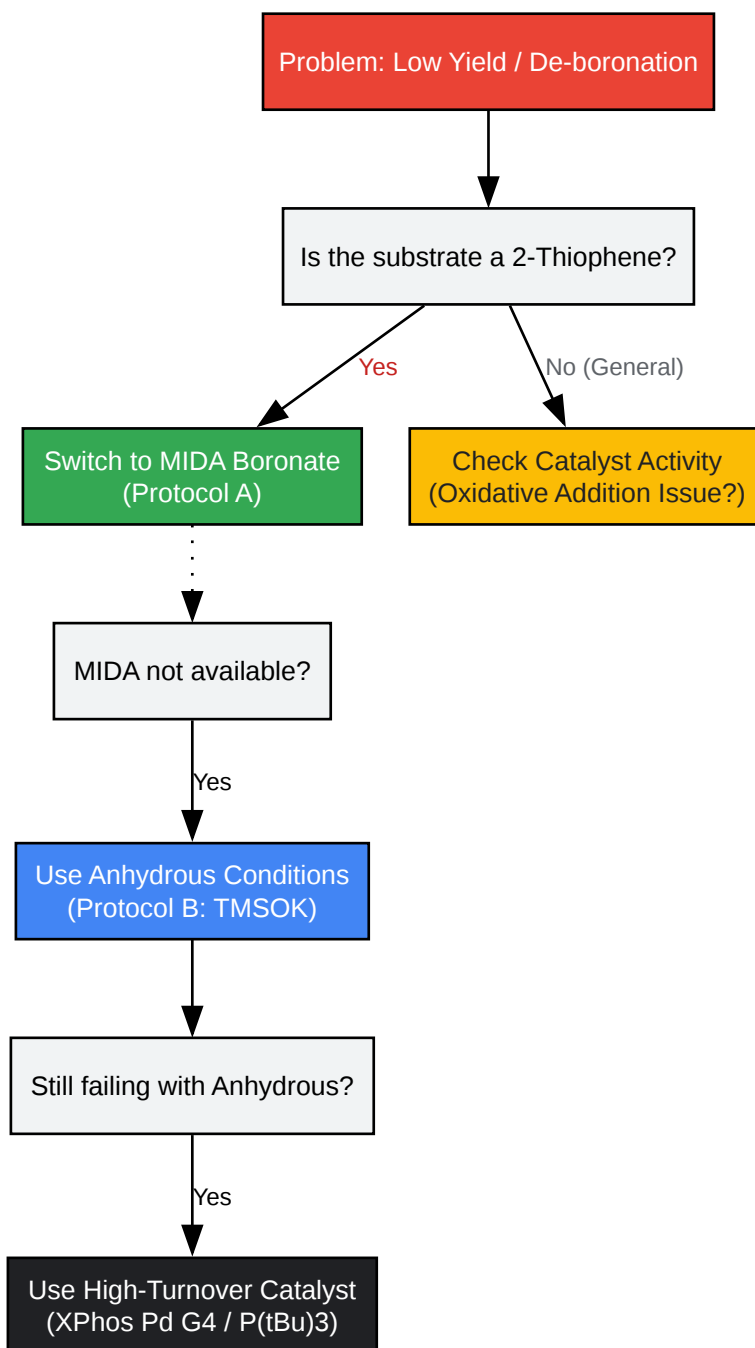 Problem: Low Yield / De-boronation
Is the substrate a 2-Thiophene?
Yes
No (General)
Switch to MIDA Boronate
(Protocol A)
Check Catalyst Activity
(Oxidative Addition Issue?)
MIDA not available?
Yes
Use Anhydrous Conditions
(Protocol B: TMSOK)
Still failing with Anhydrous?
Yes
Use High-Turnover Catalyst
(XPhos Pd G4 / P(tBu)3)